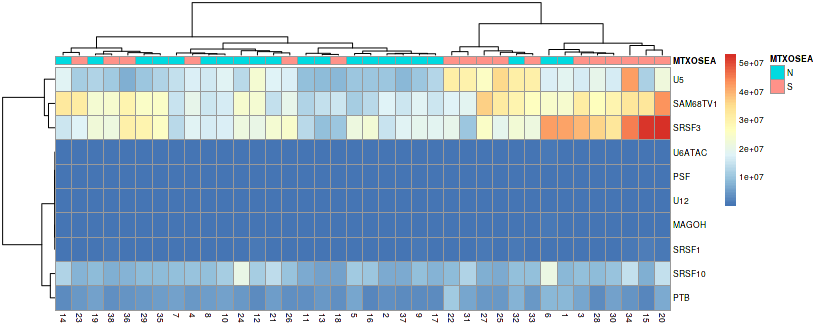 MTXOSEA
U5
SAM68TV1
SRSF3
U6ATAC
PSF
U12
MAGOH
SRSF1
SRSF10
PTB
14 23 19 38 36 29 35 7 4 8 10 24 12 21 26 11 13 18 5 16 2 37 9 17 22 31 27 25 32 33 6 1 3 28 30 34 15 20
MTXOSEA
N
S
5e+07
4e+07
3e+07
2e+07
1e+07